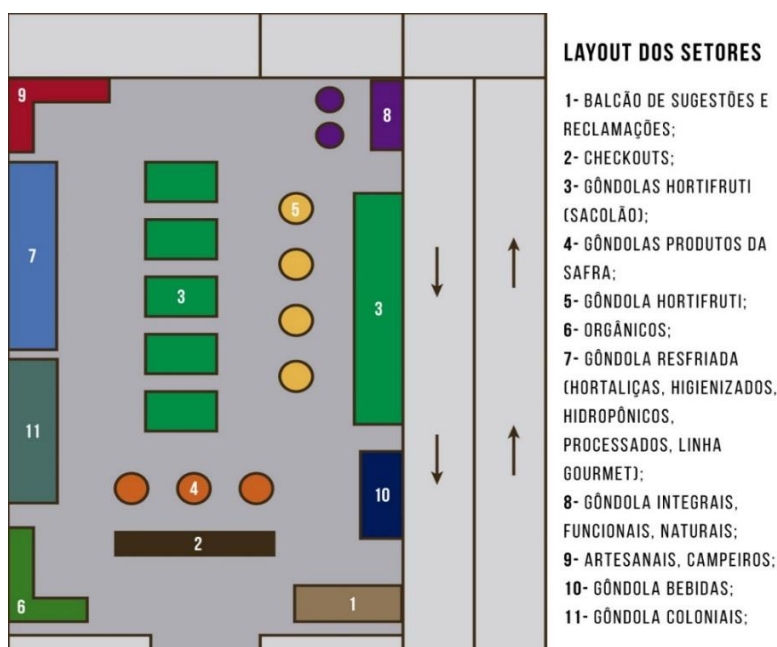 9
8
5
7
3
3
11
4
10
2
6
1
LAYOUT DOS SETORES
1- BALCÃO DE SUGESTÕES E
RECLAMAÇÕES;
2- CHECKOUTS;
3- GÔNDOLAS HORTIFRUTI
(SACOLÃO);
4- GÔNDOLAS PRODUTOS DA
SAFRA;
5- GÔNDOLA HORTIFRUTI;
6- ORGÂNICOS;
7- GÔNDOLA RESFRIADA
(HORTALIÇAS, HIGIENIZADOS,
HIDROPÔNICOS,
PROCESSADOS, LINHA
GOURMET);
8- GÔNDOLA INTEGRAIS,
FUNCIONAIS, NATURAIS;
9- ARTESANAIS, CAMPEIROS;
10- GÔNDOLA BEBIDAS;
11- GÔNDOLA COLONIAIS;